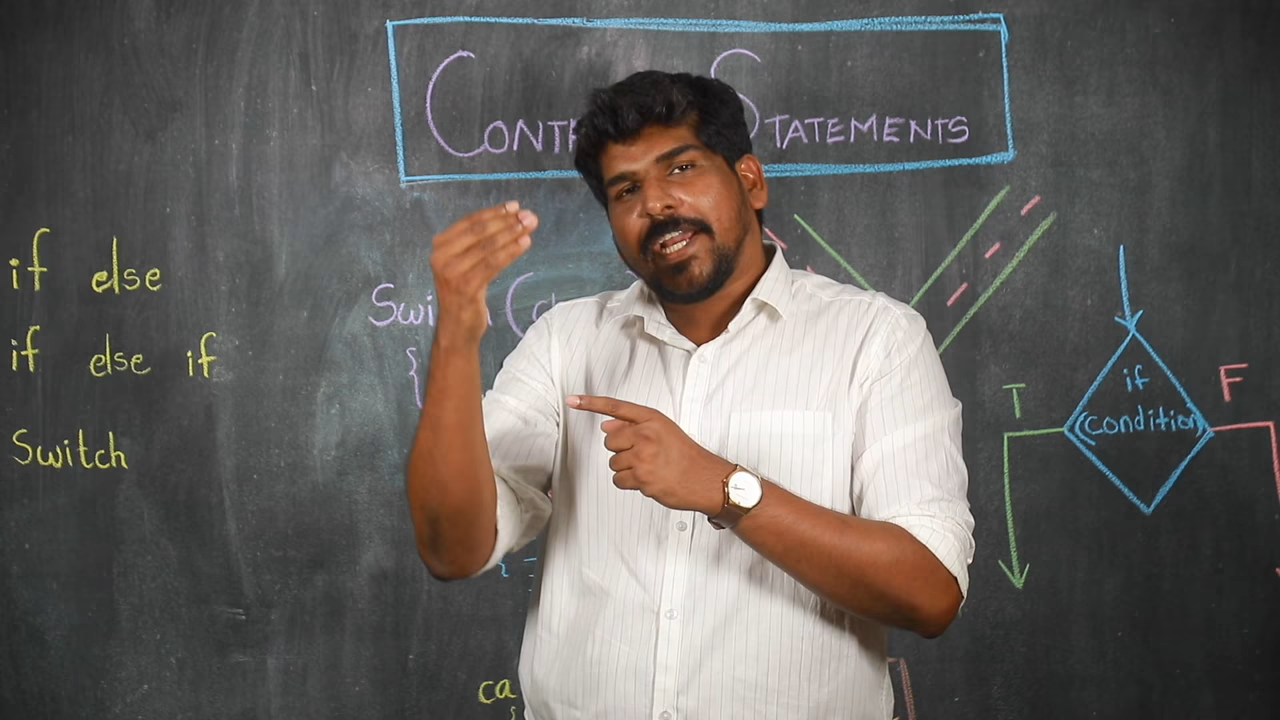 STATEMENTS
if else
if else if
Switch
{
T
if
(condition)
F
{
{